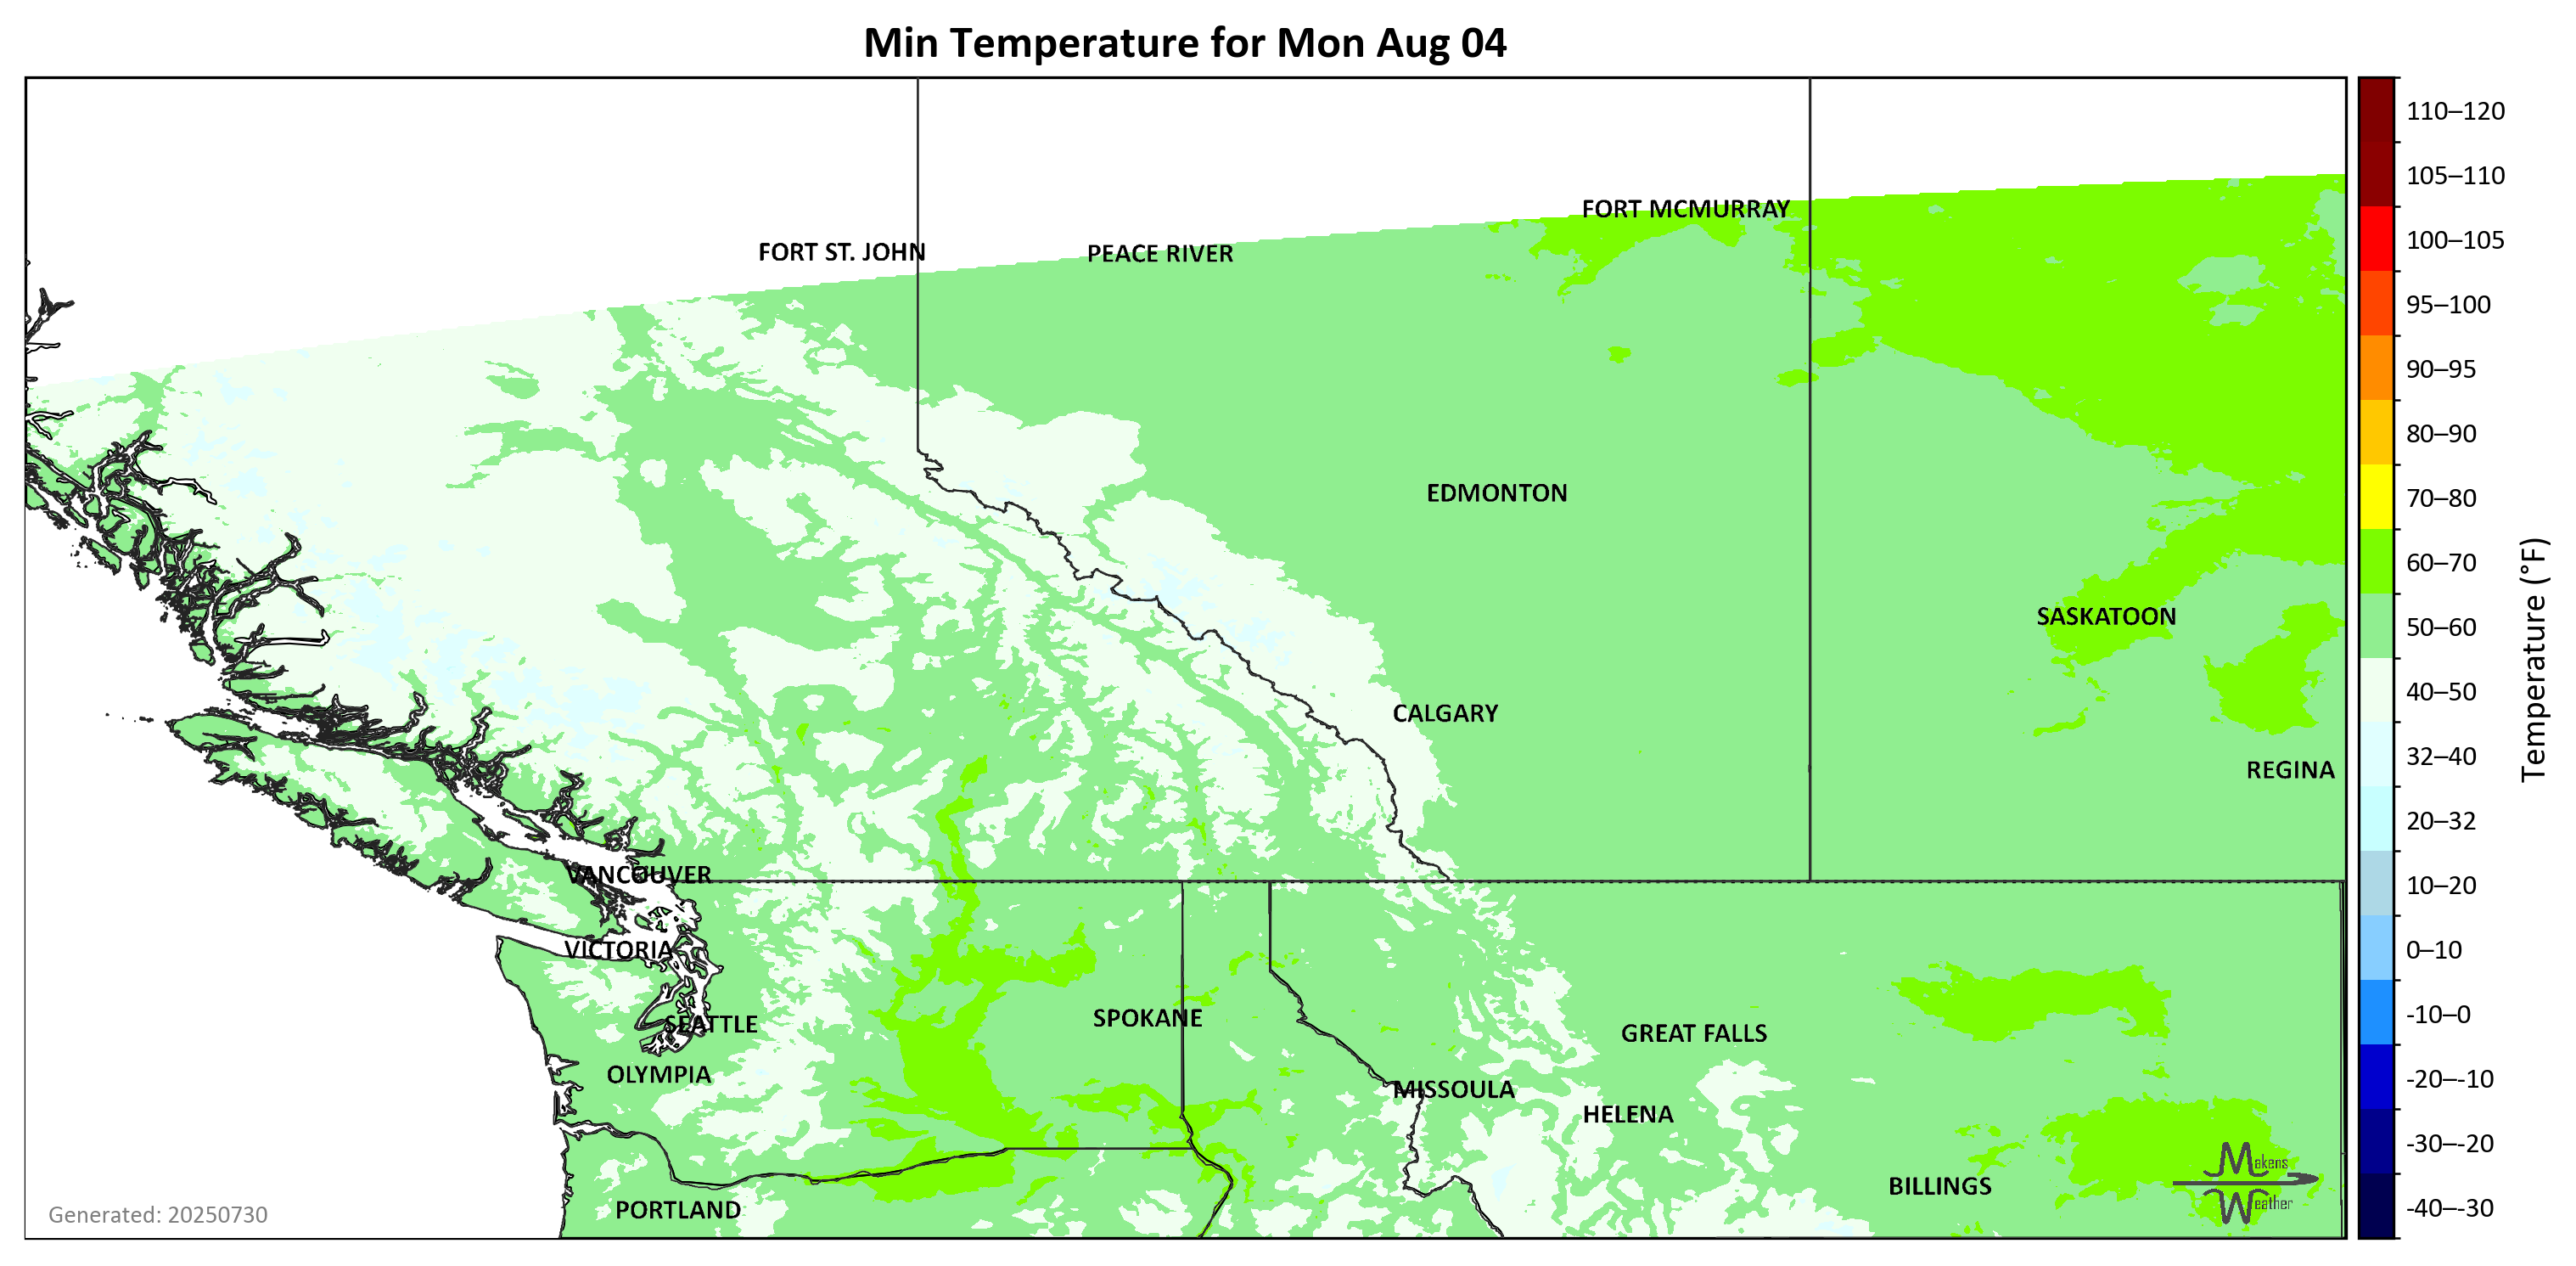 Min Temperature for Mon Aug 04
FORT MCMURRAY
FORT ST. JOHN
PEACE RIVER
EDMONTON
SASKATOON
CALGARY
REGINA
VANCOUVER
VICTORIA
SEATTLE
SPOKANE
GREAT FALLS
OLYMPIA
MISSOULA
HELENA
BILLINGS
PORTLAND
Generated: 20250730
Makens
Weather
110–120
105–110
100–105
95–100
90–95
80–90
70–80
60–70
50–60
40–50
32–40
20–32
10–20
0–10
-10–0
-20–-10
-30–-20
-40–-30
Temperature (°F)